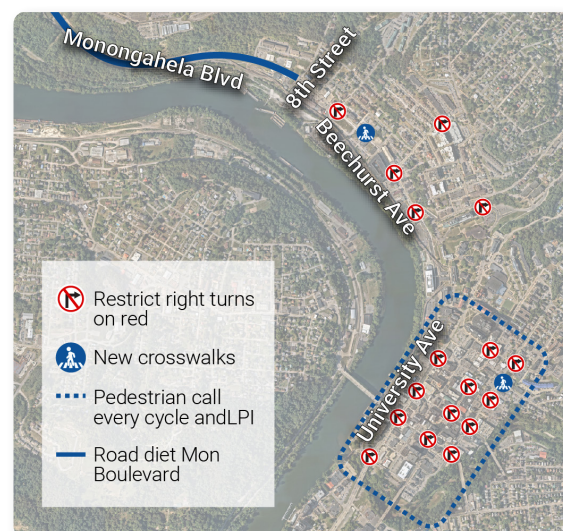 Monongahela Blvd
8th Street
Beechurst Ave
University Ave
Restrict right turns
on red
New crosswalks
Pedestrian call
every cycle andLPI
Road diet Mon
Boulevard